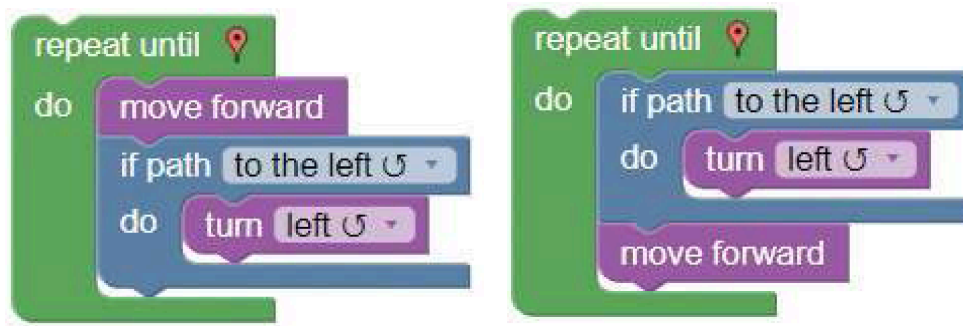 repeat until
do move forward
if path to the left ↺
do turn left ↺
repeat until
do if path to the left ↺
do turn left ↺
move forward